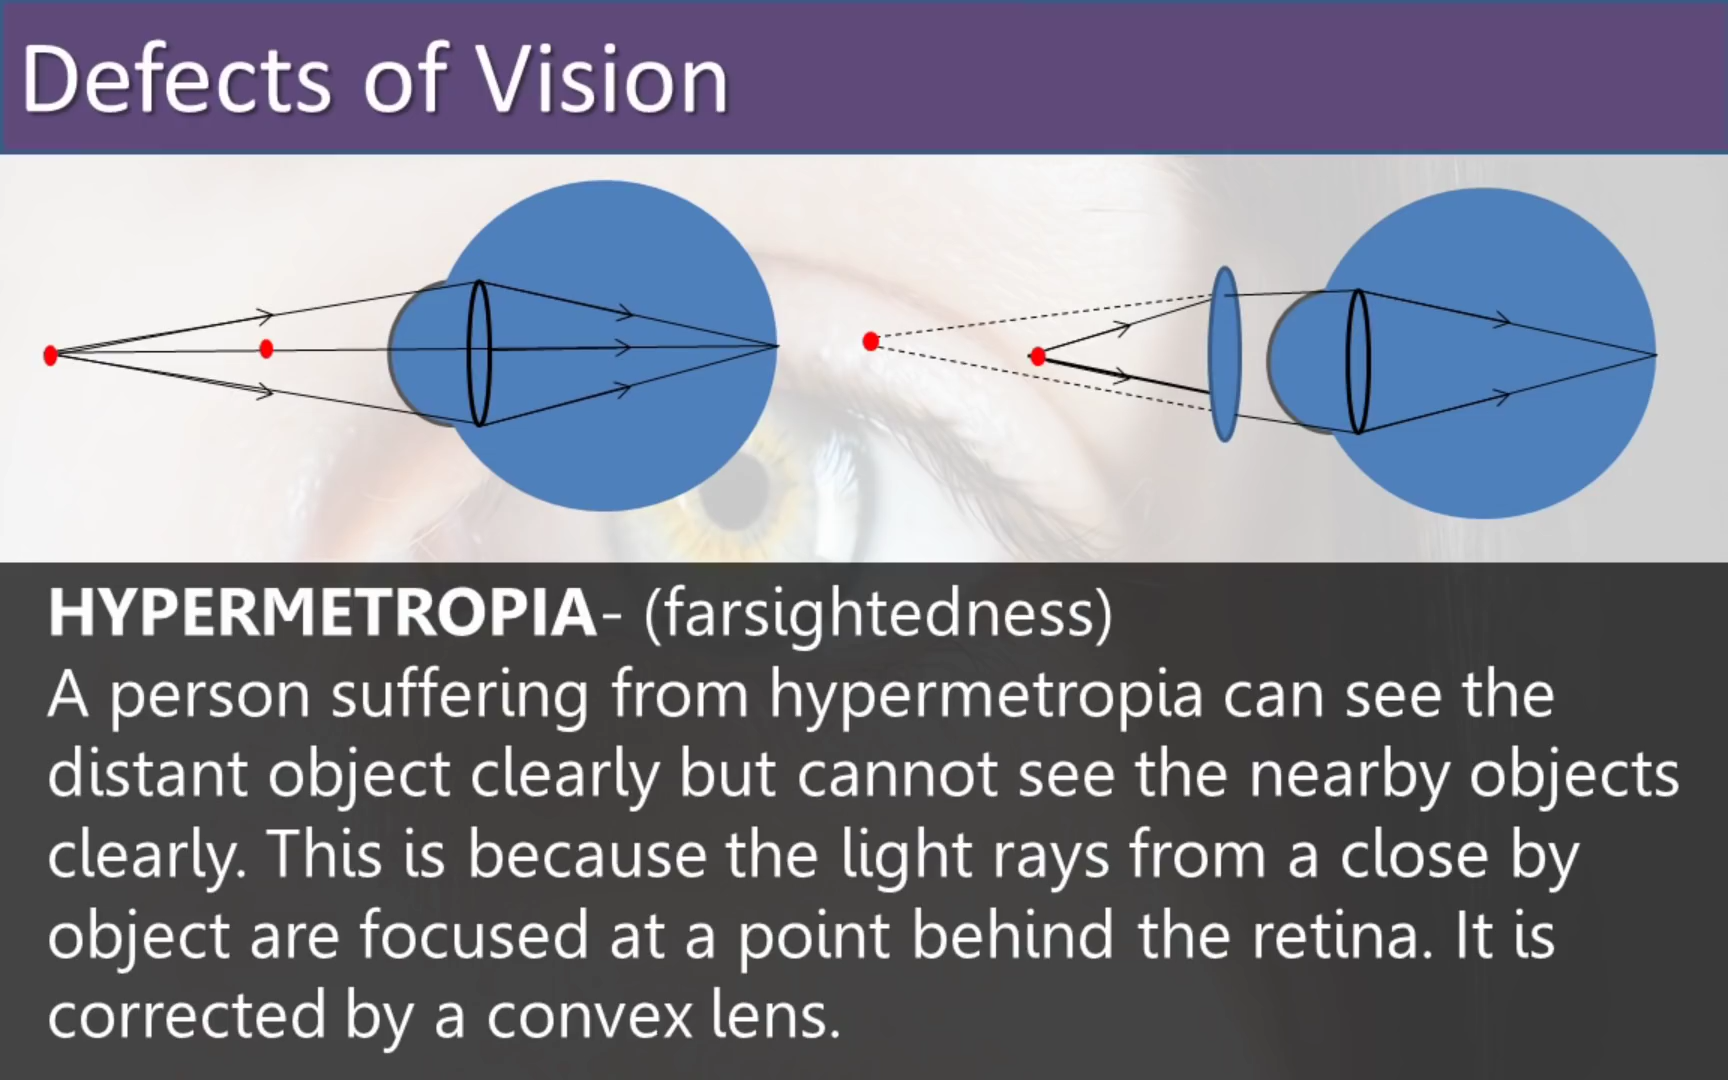 Defects of Vision
HYPERMETROPIA- (farsightedness)
A person suffering from hypermetropia can see the
distant object clearly but cannot see the nearby objects
clearly. This is because the light rays from a close by
object are focused at a point behind the retina. It is
corrected by a convex lens.